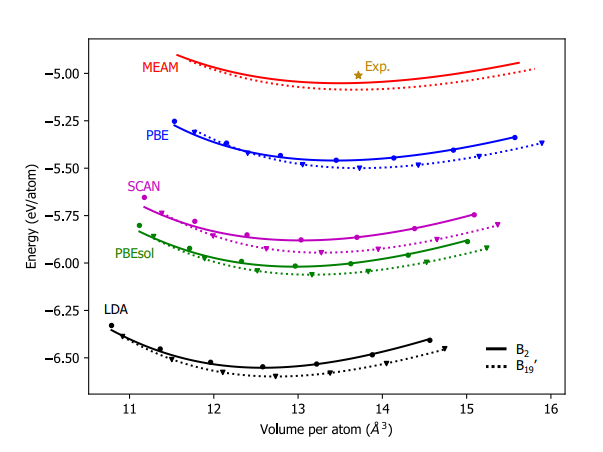 −5.00
−5.25
−5.50
−5.75
−6.00
−6.25
−6.50
Energy (eV/atom)
MEAM
Exp.
PBE
SCAN
PBEsol
LDA
B₂
B₁₉′
11 12 13 14 15 16
Volume per atom (Å³)